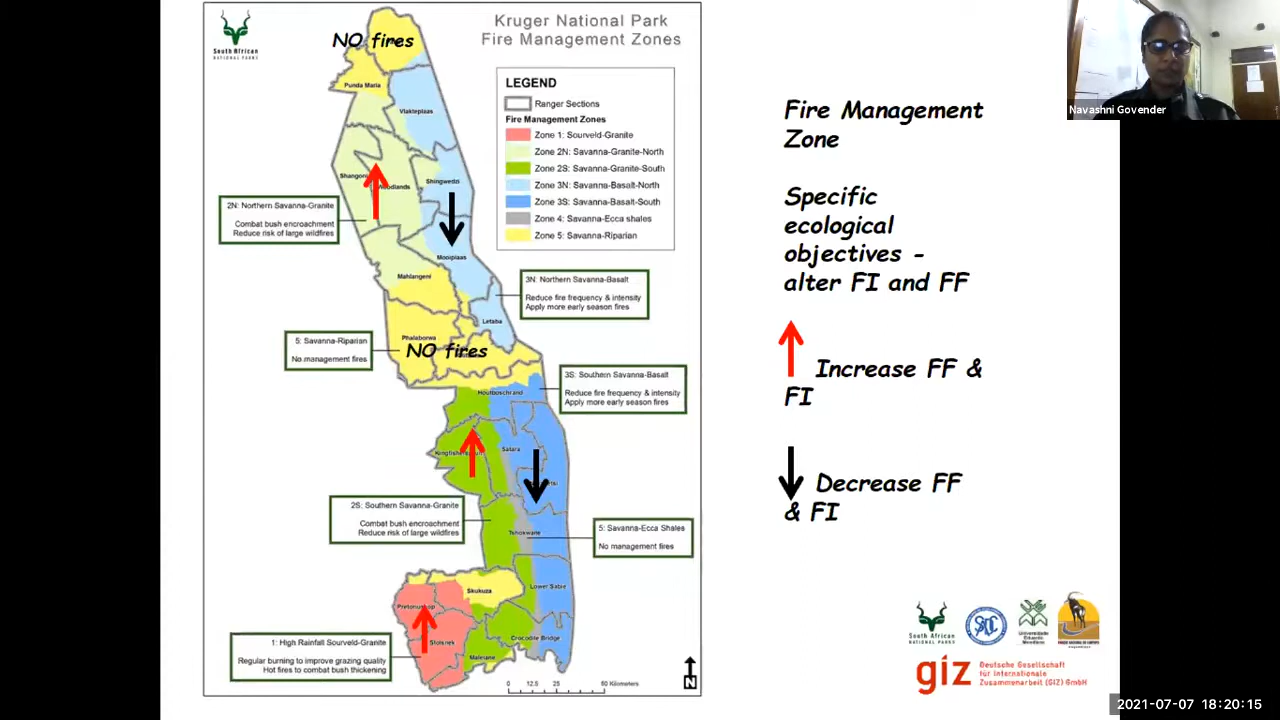 Kruger National Park
Fire Management Zones
South African
NATIONAL PARKS
NO fires
Punda Maria
Vlakteplaas
Shingwedzi
Mooiplaas
Mahlangeni
Letaba
Phalaborwa
NO fires
Houtboschrand
Satara
Tshokwane
Skukuza
Lower Sabie
Stolsnek
Crocodile Bridge
Malelane
LEGEND
Ranger Sections
Fire Management Zones
Zone 1: Sourveld-Granite
Zone 2N: Savanna-Granite-North
Zone 2S: Savanna-Granite-South
Zone 3N: Savanna-Basalt-North
Zone 3S: Savanna-Basalt-South
Zone 4: Savanna-Ecca shales
Zone 5: Savanna-Riparian
2N: Northern Savanna-Granite
Combat bush encroachment
Reduce risk of large wildfires
3N: Northern Savanna-Basalt
Reduce fire frequency & intensity
Apply more early season fires
5: Savanna-Riparian
No management fires
3S: Southern Savanna-Basalt
Reduce fire frequency & intensity
Apply more early season fires
2S: Southern Savanna-Granite
Combat bush encroachment
Reduce risk of large wildfires
5: Savanna-Ecca Shales
No management fires
1: High Rainfall Sourveld-Granite
Regular burning to improve grazing quality
Hot fires to combat bush thickening
0 12.5 25 50 Kilometers
N
Fire Management
Zone
Specific
ecological
objectives -
alter FI and FF
Increase FF &
FI
Decrease FF
& FI
South African
NATIONAL PARKS
Universidade
Eduardo
Mondlane
giz
Deutsche Gesellschaft
für Internationale
Zusammenarbeit (GIZ) GmbH
Navashni Govender
2021-07-07 18:20:15